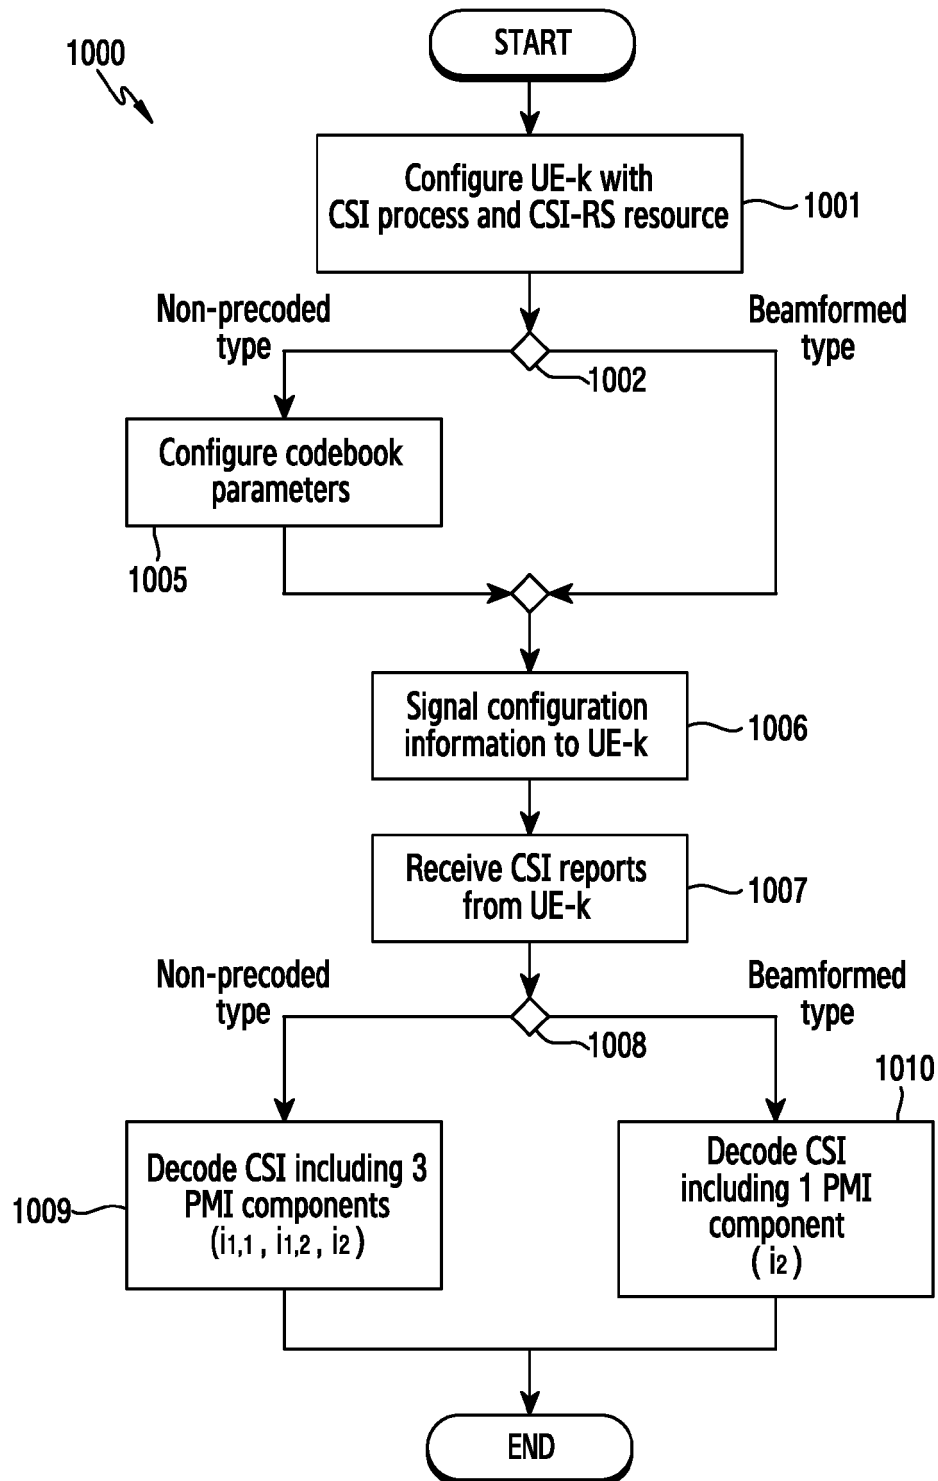 1000
START
Configure UE-k with
CSI process and CSI-RS resource
1001
Non-precoded
type
Beamformed
type
1002
Configure codebook
parameters
1005
Signal configuration
information to UE-k
1006
Receive CSI reports
from UE-k
1007
Non-precoded
type
Beamformed
type
1008
1010
Decode CSI including 3
PMI components
(i1,1 , i1,2 , i2)
1009
Decode CSI
including 1 PMI
component
( i2 )
END